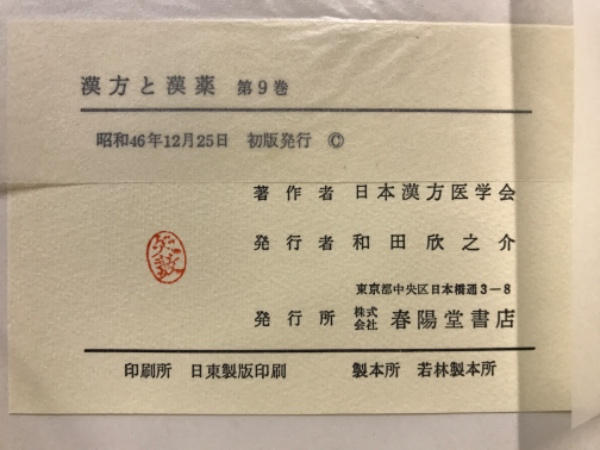 漢方と漢薬 第9巻
昭和46年12月25日 初版発行 ©
著作者 日本漢方医学会
発行者 和田欣之介
東京都中央区日本橋通3−8
発行所 株式会社 春陽堂書店
印刷所 日東製版印刷 製本所 若林製本所